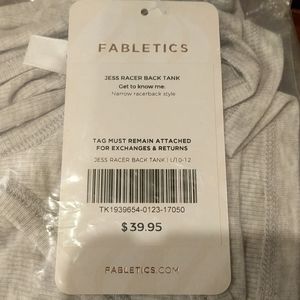 FABLETICS
JESS RACER BACK TANK
Get to know me:
Narrow racerback style
TAG MUST REMAIN ATTACHED
FOR EXCHANGES & RETURNS
JESS RACER BACK TANK | L/10-12
TK1939654-0123-17050
$39.95
FABLETICS.COM